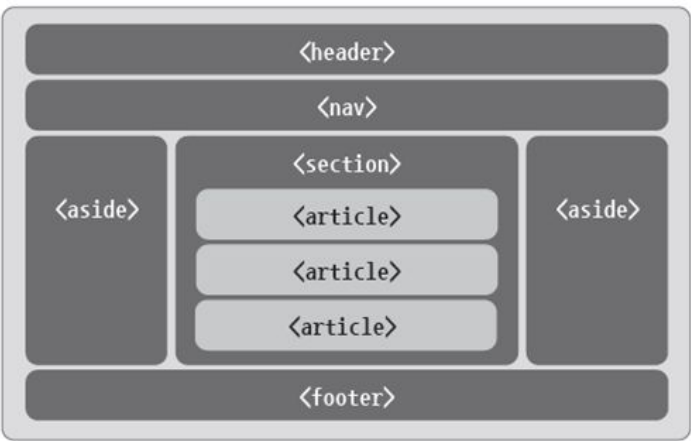 <header>
<nav>
<aside>
<section>
<article>
<article>
<article>
<aside>
<footer>